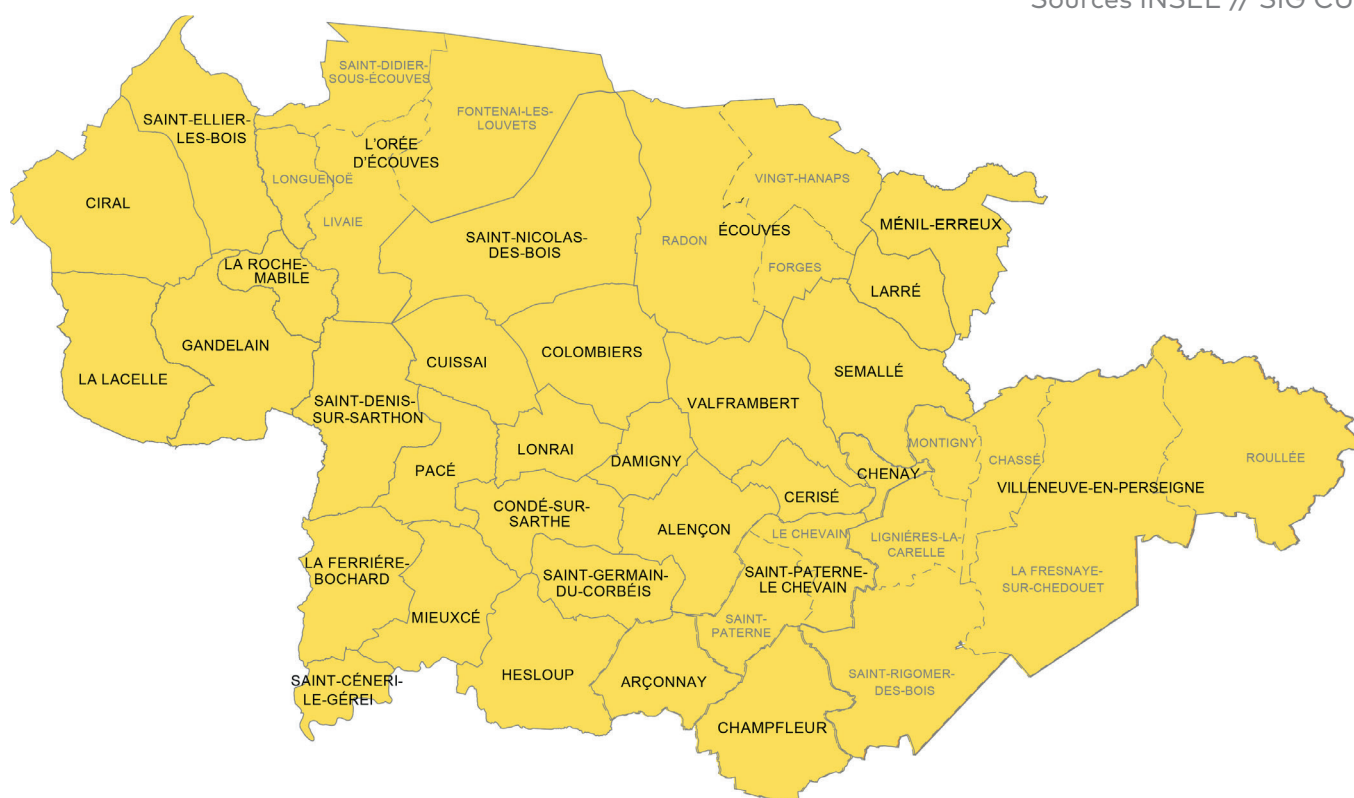 Sources INSEE // SIG CU
SAINT-DIDIER-
SOUS-ÉCOUVES
FONTENAI-LES-
LOUVETS
SAINT-ELLIER-
LES-BOIS
L'ORÉE
D'ÉCOUVES
LONGUENOË
VINGT-HANAPS
CIRAL
LIVAIE
MÉNIL-ERREUX
SAINT-NICOLAS-
DES-BOIS
RADON
ÉCOUVES
FORGES
LA ROCHE-
MABILE
LARRÉ
GANDELAIN
CUISSAI
COLOMBIERS
LA LACELLE
SEMALLÉ
SAINT-DENIS-
SUR-SARTHON
VALFRAMBERT
MONTIGNY
LONRAI
DAMIGNY
PACÉ
CHENAY
CHASSÉ
ROULLÉE
VILLENEUVE-EN-PERSEIGNE
CERISÉ
CONDÉ-SUR-
SARTHE
ALENÇON
LE CHEVAIN
LIGNIÈRES-LA-
CARELLE
LA FERRIÉRE-
BOCHARD
SAINT-GERMAIN-
DU-CORBÉIS
SAINT-PATERNE-
LE CHEVAIN
LA FRESNAYE-
SUR-CHEDOUET
MIEUXCÉ
SAINT-
PATERNE
SAINT-CÉNERI-
LE-GÉREI
HESLOUP
ARÇONNAY
SAINT-RIGOMER-
DES-BOIS
CHAMPFLEUR